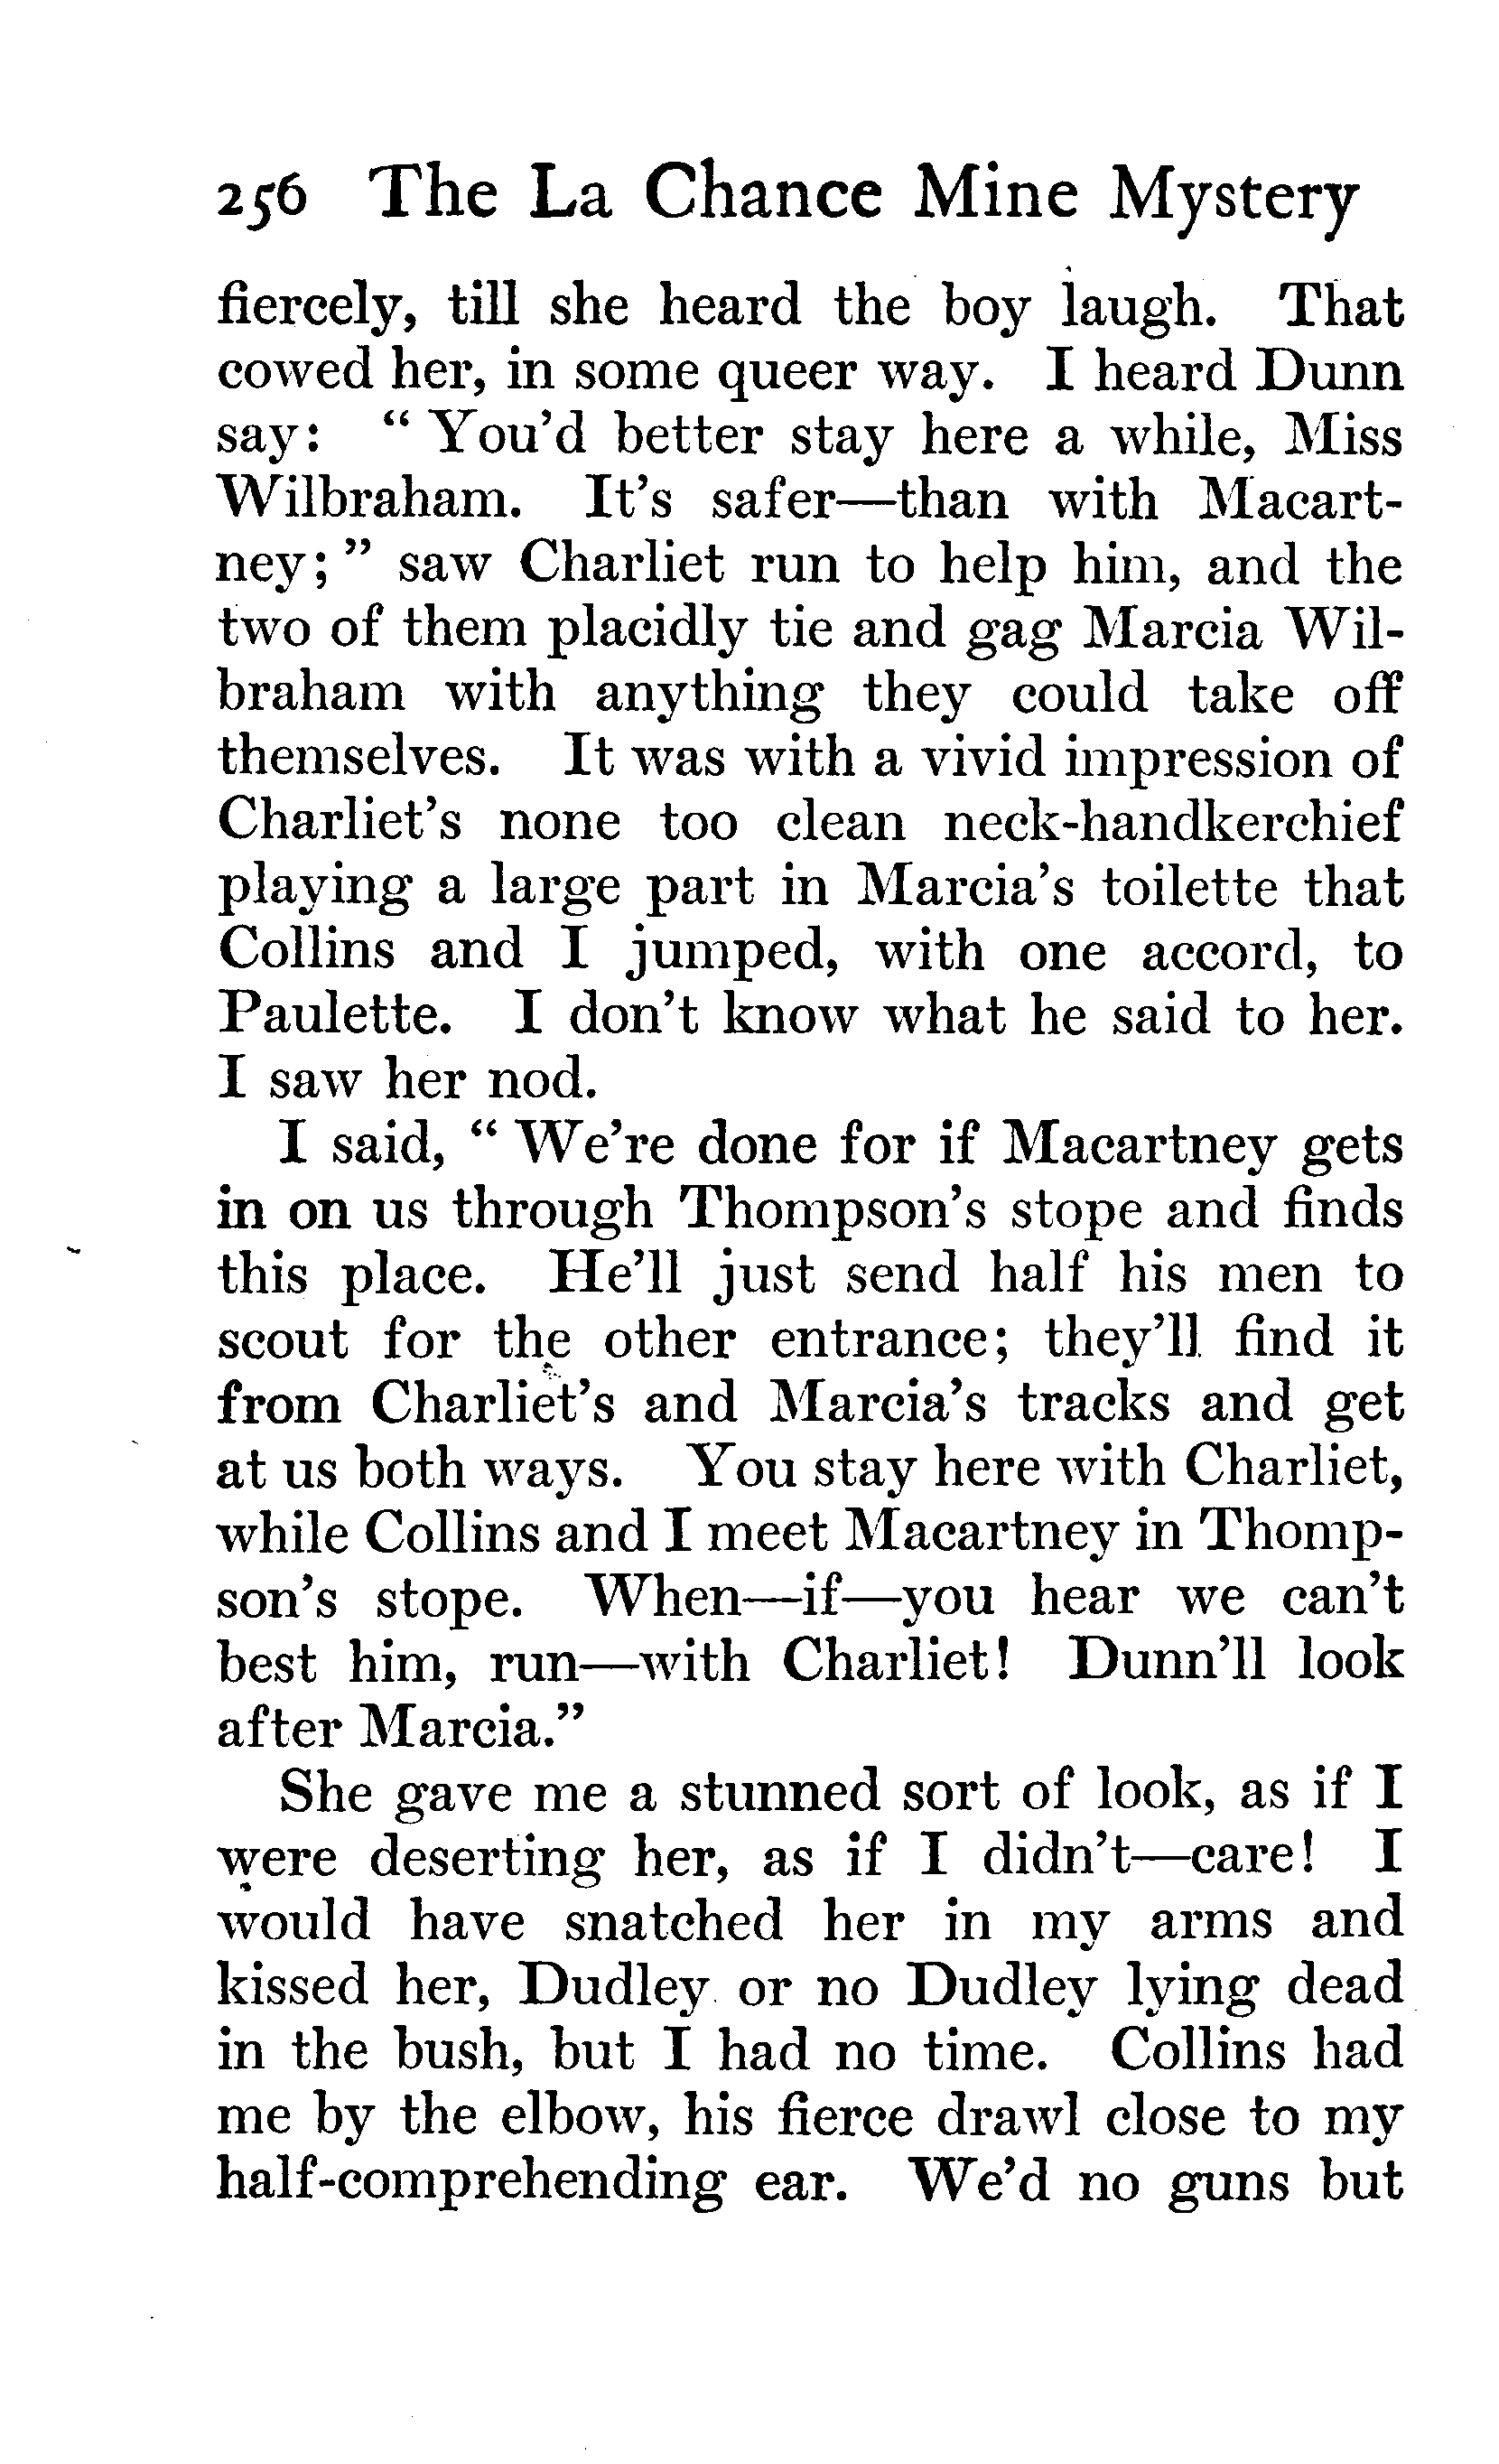 256 The La Chance Mine Mystery
fiercely, till she heard the boy laugh. That
cowed her, in some queer way. I heard Dunn
say: " You'd better stay here a while, Miss
Wilbraham. It's safer—than with Macart-
ney; " saw Charliet run to help him, and the
two of them placidly tie and gag Marcia Wil-
braham with anything they could take off
themselves. It was with a vivid impression of
Charliet's none too clean neck-handkerchief
playing a large part in Marcia's toilette that
Collins and I jumped, with one accord, to
Paulette. I don't know what he said to her.
I saw her nod.
I said, " We're done for if Macartney gets
in on us through Thompson's stope and finds
this place. He'll just send half his men to
scout for the other entrance; they'll find it
from Charliet's and Marcia's tracks and get
at us both ways. You stay here with Charliet,
while Collins and I meet Macartney in Thomp-
son's stope. When—if—you hear we can't
best him, run—with Charliet! Dunn'll look
after Marcia."
She gave me a stunned sort of look, as if I
were deserting her, as if I didn't—care! I
would have snatched her in my arms and
kissed her, Dudley or no Dudley lying dead
in the bush, but I had no time. Collins had
me by the elbow, his fierce drawl close to my
half-comprehending ear. We'd no guns but